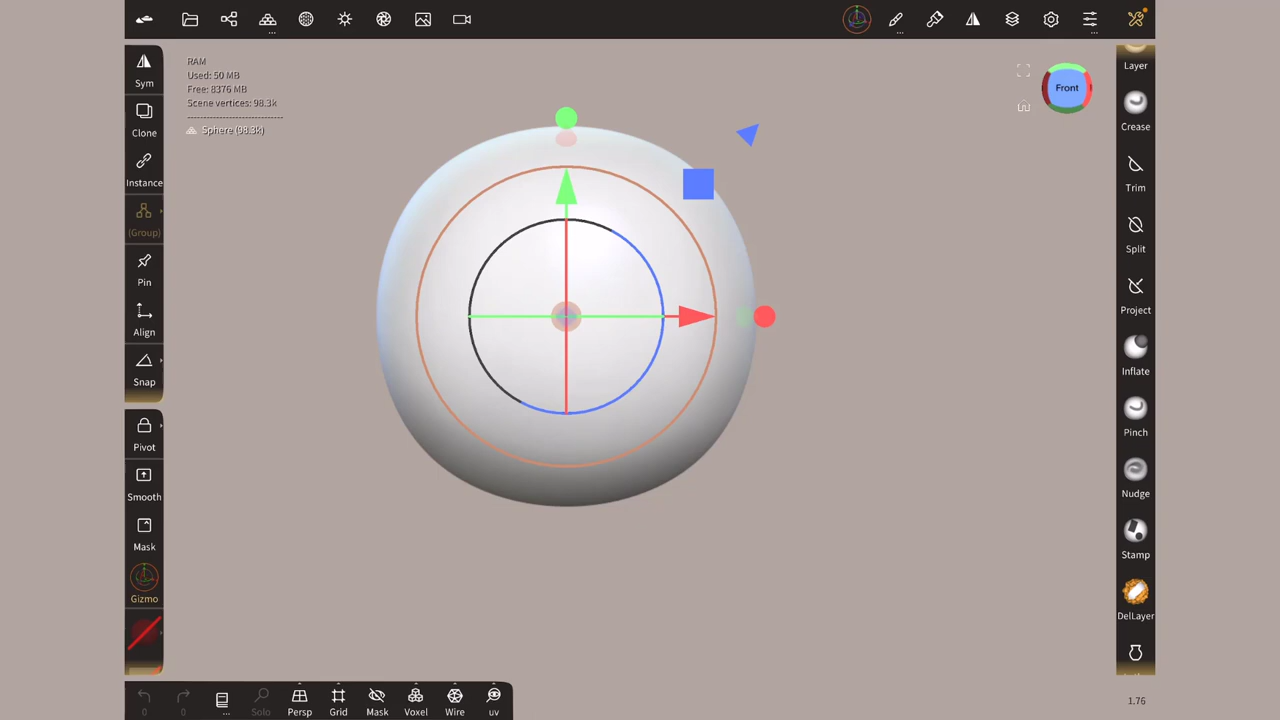 RAM
Used: 50 MB
Free: 8376 MB
Scene vertices: 98.3k
Sphere (98.3k)
Front
Sym
Clone
Instance
(Group)
Pin
Align
Snap
Pivot
Smooth
Mask
Gizmo
Layer
Crease
Trim
Split
Project
Inflate
Pinch
Nudge
Stamp
DelLayer
0
0
Solo
Persp
Grid
Mask
Voxel
Wire
uv
1.76